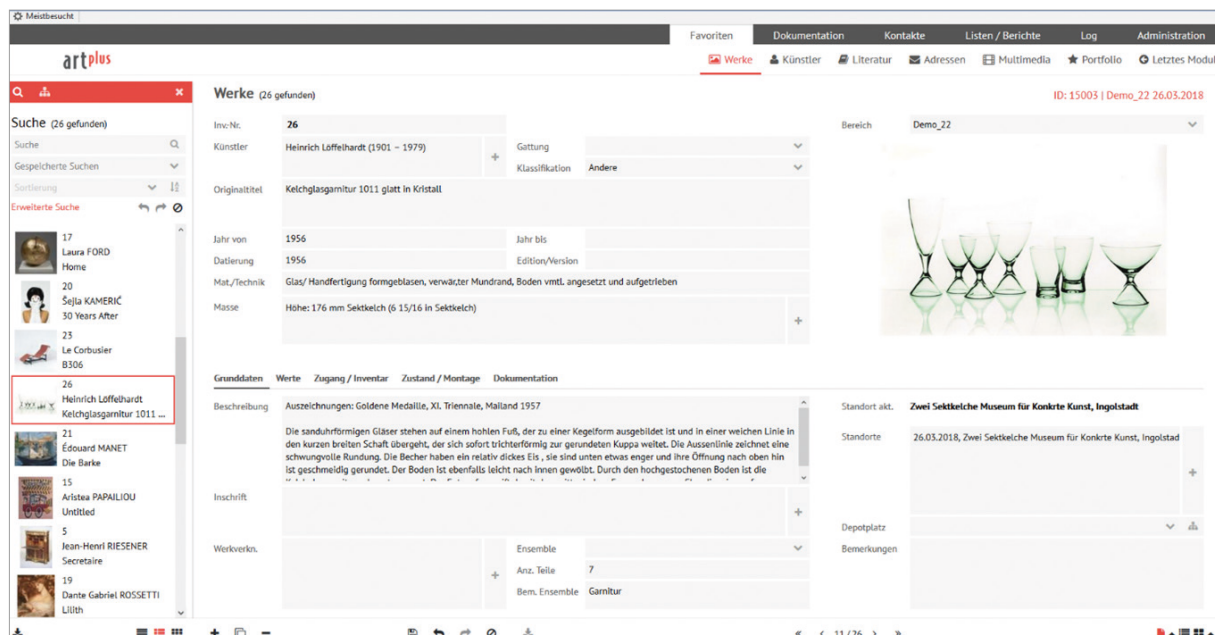 Meistbesucht
Favoriten Dokumentation Kontakte Listen / Berichte Log Administration
artplus
Werke Künstler Literatur Adressen Multimedia Portfolio Letztes Modul
Werke (26 gefunden)
ID: 15003 | Demo_22 26.03.2018
Suche (26 gefunden)
Suche
Gespeicherte Suchen
Sortierung
Erweiterte Suche
17
Laura FORD
Home
20
Šejla KAMERIĆ
30 Years After
23
Le Corbusier
B306
26
Heinrich Löffelhardt
Kelchglasgarnitur 1011 ...
21
Édouard MANET
Die Barke
15
Aristea PAPAILIOU
Untitled
5
Jean-Henri RIESENER
Secretaire
19
Dante Gabriel ROSSETTI
Lilith
Inv.-Nr. 26
Künstler Heinrich Löffelhardt (1901 – 1979)
Gattung
Klassifikation Andere
Originaltitel Kelchglasgarnitur 1011 glatt in Kristall
Jahr von 1956 Jahr bis
Datierung 1956 Edition/Version
Mat./Technik Glas/ Handfertigung formgeblasen, verwärter Mundrand, Boden vmtl. angesetzt und aufgetrieben
Masse Höhe: 176 mm Sektkelch (6 15/16 in Sektkelch)
Bereich Demo_22
Grunddaten Werte Zugang / Inventar Zustand / Montage Dokumentation
Beschreibung Auszeichnungen: Goldene Medaille, XI. Triennale, Mailand 1957
Die sanduhrförmigen Gläser stehen auf einem hohlen Fuß, der zu einer Kegelform ausgebildet ist und in einer weichen Linie in
den kurzen breiten Schaft übergeht, der sich sofort trichterförmig zur gerundeten Kuppa weitet. Die Aussenlinie zeichnet eine
schwungvolle Rundung. Die Becher haben ein relativ dickes Eis , sie sind unten etwas enger und ihre Öffnung nach oben hin
ist geschmeidig gerundet. Der Boden ist ebenfalls leicht nach innen gewölbt. Durch den hochgestochenen Boden ist die
Inschrift
Werkverkn.
Ensemble
Anz. Teile 7
Bem. Ensemble Garnitur
Standort akt. Zwei Sektkelche Museum für Konkrte Kunst, Ingolstadt
Standorte 26.03.2018, Zwei Sektkelche Museum für Konkrte Kunst, Ingolstad
Depotplatz
Bemerkungen
11 / 26